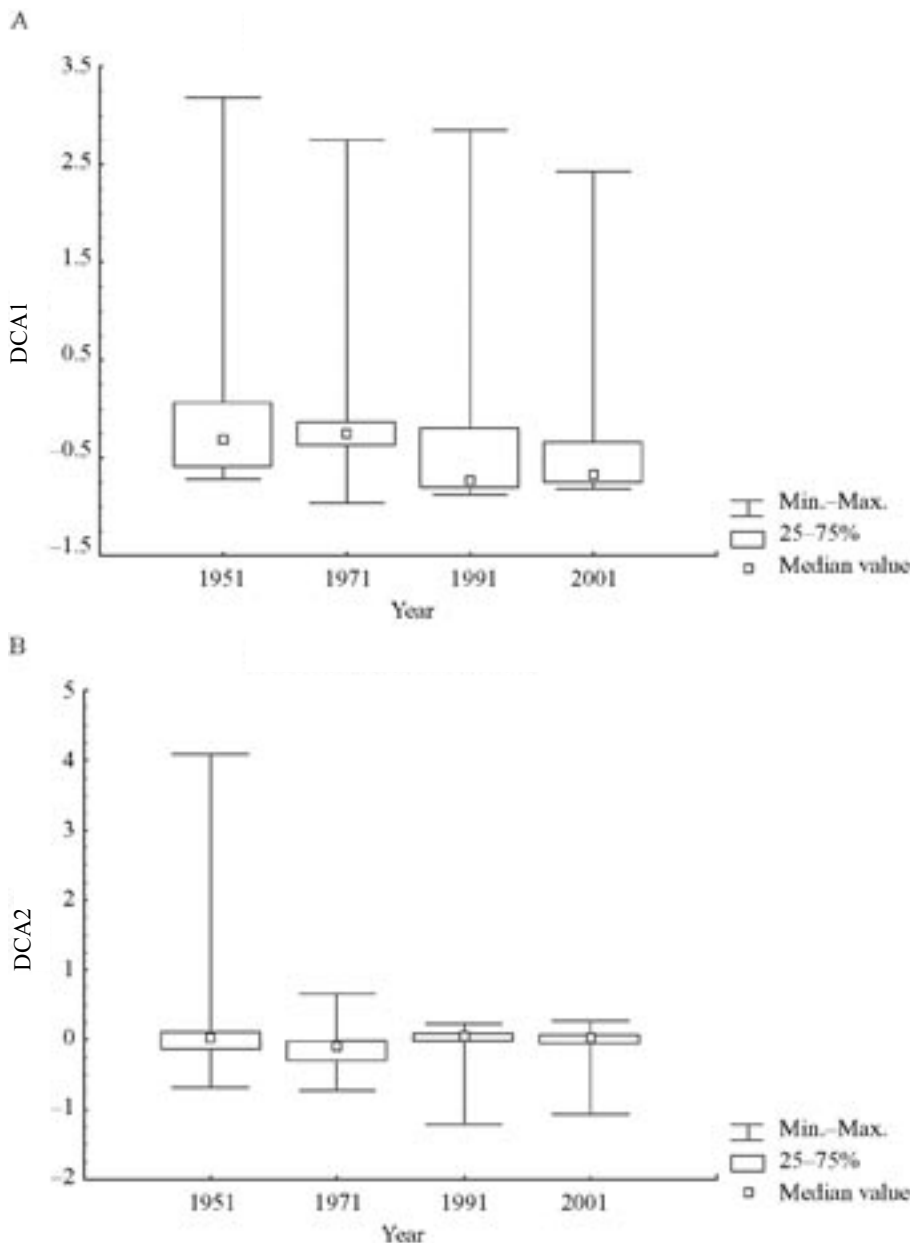 A
3.5
2.5
1.5
0.5
–0.5
–1.5
DCA1
1951 1971 1991 2001
Year
Min.–Max.
25–75%
Median value
B
5
4
3
2
1
0
–1
–2
DCA2
1951 1971 1991 2001
Year
Min.–Max.
25–75%
Median value